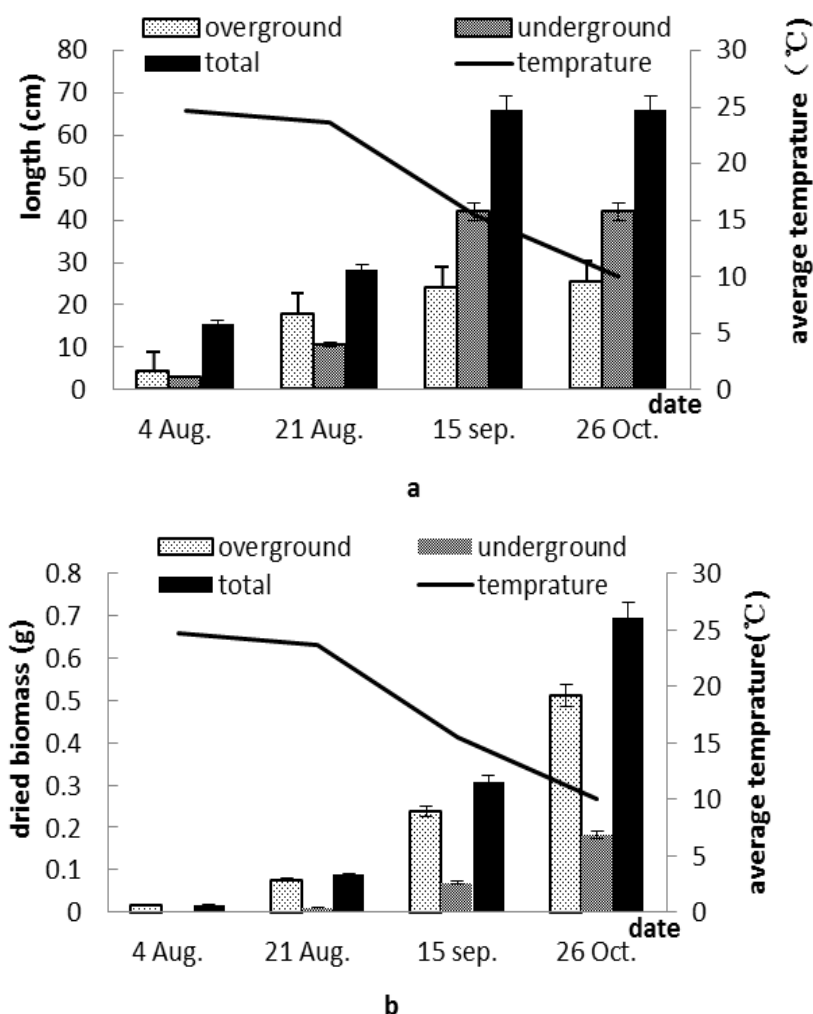 overground underground
total temprature
80
70
60
50
40
30
20
10
0
30
25
20
15
10
5
0
longth (cm)
average temprature（℃）
date
4 Aug. 21 Aug. 15 sep. 26 Oct.
a
overground underground
total temprature
0.8
0.7
0.6
0.5
0.4
0.3
0.2
0.1
0
30
25
20
15
10
5
0
dried biomass (g)
average temprature(℃)
date
4 Aug. 21 Aug. 15 sep. 26 Oct.
b